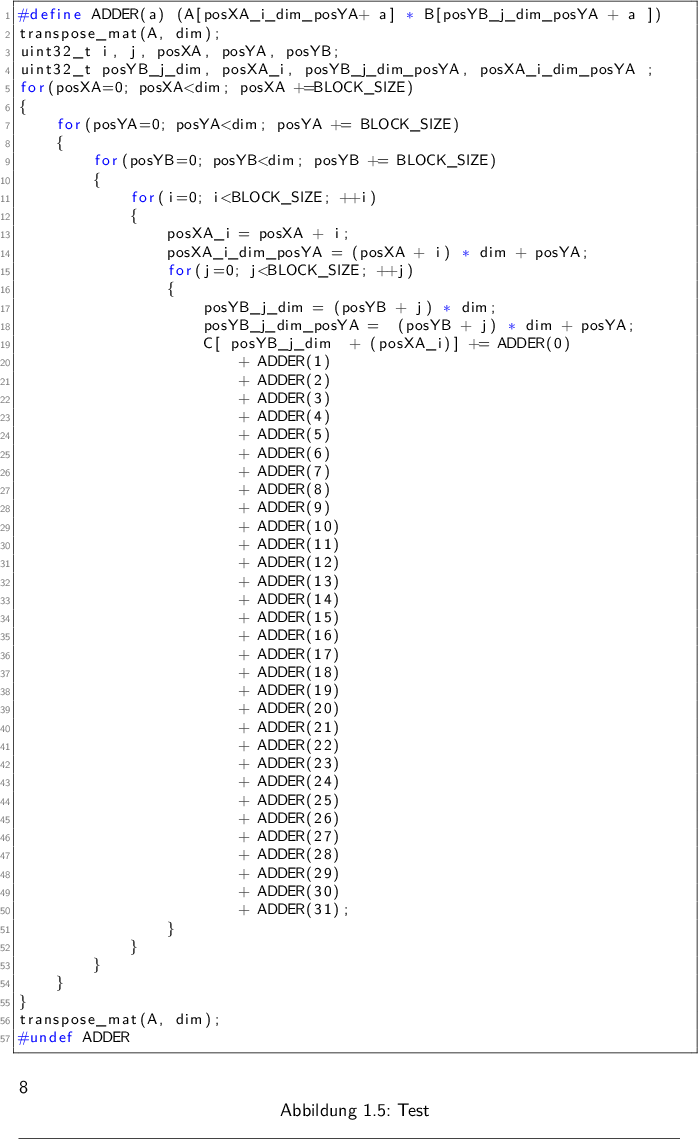 1 #define ADDER(a) (A[posXA_i_dim_posYA+ a] * B[posYB_j_dim_posYA + a ])
2 transpose_mat(A, dim);
3 uint32_t i, j, posXA, posYA, posYB;
4 uint32_t posYB_j_dim, posXA_i, posYB_j_dim_posYA, posXA_i_dim_posYA ;
5 for(posXA=0; posXA<dim; posXA +=BLOCK_SIZE)
6 {
7 for(posYA=0; posYA<dim; posYA += BLOCK_SIZE)
8 {
9 for(posYB=0; posYB<dim; posYB += BLOCK_SIZE)
10 {
11 for(i=0; i<BLOCK_SIZE; ++i)
12 {
13 posXA_i = posXA + i;
14 posXA_i_dim_posYA = (posXA + i) * dim + posYA;
15 for(j=0; j<BLOCK_SIZE; ++j)
16 {
17 posYB_j_dim = (posYB + j) * dim;
18 posYB_j_dim_posYA = (posYB + j) * dim + posYA;
19 C[ posYB_j_dim + (posXA_i)] += ADDER(0)
20 + ADDER(1)
21 + ADDER(2)
22 + ADDER(3)
23 + ADDER(4)
24 + ADDER(5)
25 + ADDER(6)
26 + ADDER(7)
27 + ADDER(8)
28 + ADDER(9)
29 + ADDER(10)
30 + ADDER(11)
31 + ADDER(12)
32 + ADDER(13)
33 + ADDER(14)
34 + ADDER(15)
35 + ADDER(16)
36 + ADDER(17)
37 + ADDER(18)
38 + ADDER(19)
39 + ADDER(20)
40 + ADDER(21)
41 + ADDER(22)
42 + ADDER(23)
43 + ADDER(24)
44 + ADDER(25)
45 + ADDER(26)
46 + ADDER(27)
47 + ADDER(28)
48 + ADDER(29)
49 + ADDER(30)
50 + ADDER(31);
51 }
52 }
53 }
54 }
55 }
56 transpose_mat(A, dim);
57 #undef ADDER
8
Abbildung 1.5: Test